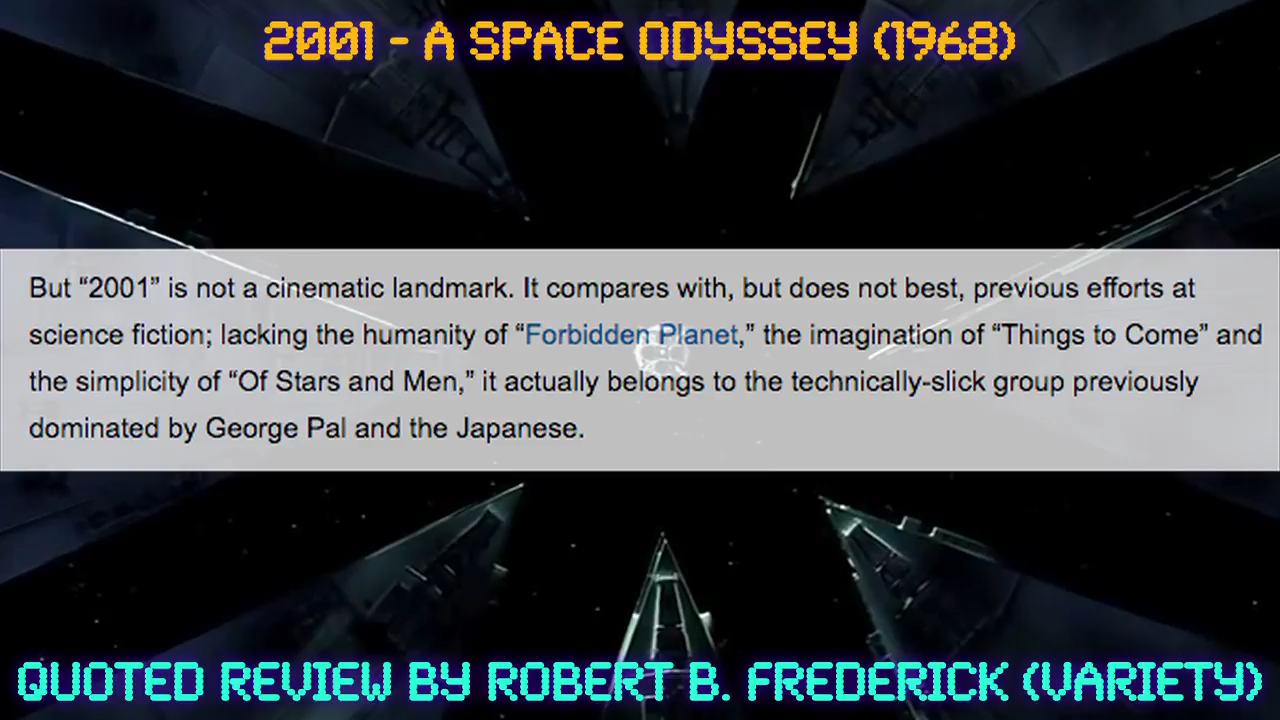 2001 - A SPACE ODYSSEY (1968)
But “2001” is not a cinematic landmark. It compares with, but does not best, previous efforts at
science fiction; lacking the humanity of “Forbidden Planet,” the imagination of “Things to Come” and
the simplicity of “Of Stars and Men,” it actually belongs to the technically-slick group previously
dominated by George Pal and the Japanese.
QUOTED REVIEW BY ROBERT B. FREDERICK (VARIETY)